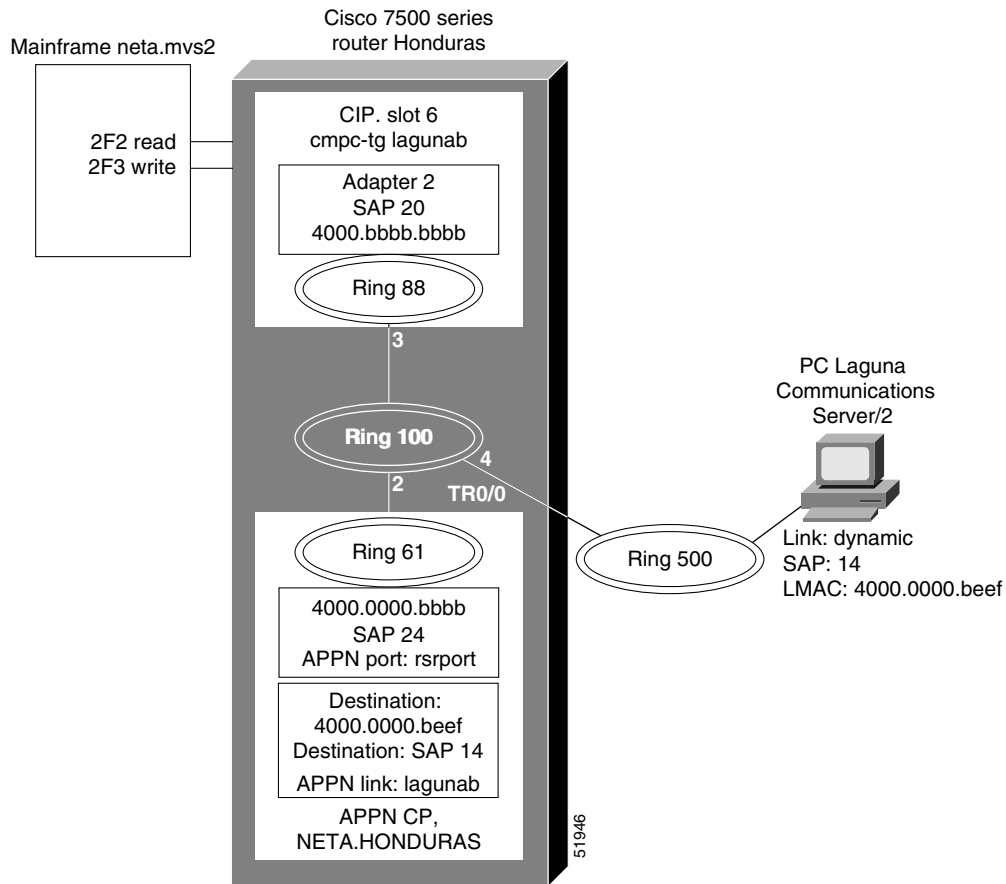 Cisco 7500 series
router Honduras
Mainframe neta.mvs2
2F2 read
2F3 write
CIP. slot 6
cmpc-tg lagunab
Adapter 2
SAP 20
4000.bbbb.bbbb
Ring 88
3
Ring 100
4
2
TR0/0
PC Laguna
Communications
Server/2
Link: dynamic
SAP: 14
LMAC: 4000.0000.beef
Ring 500
Ring 61
4000.0000.bbbb
SAP 24
APPN port: rsrport
Destination:
4000.0000.beef
Destination: SAP 14
APPN link: lagunab
APPN CP,
NETA.HONDURAS
51946